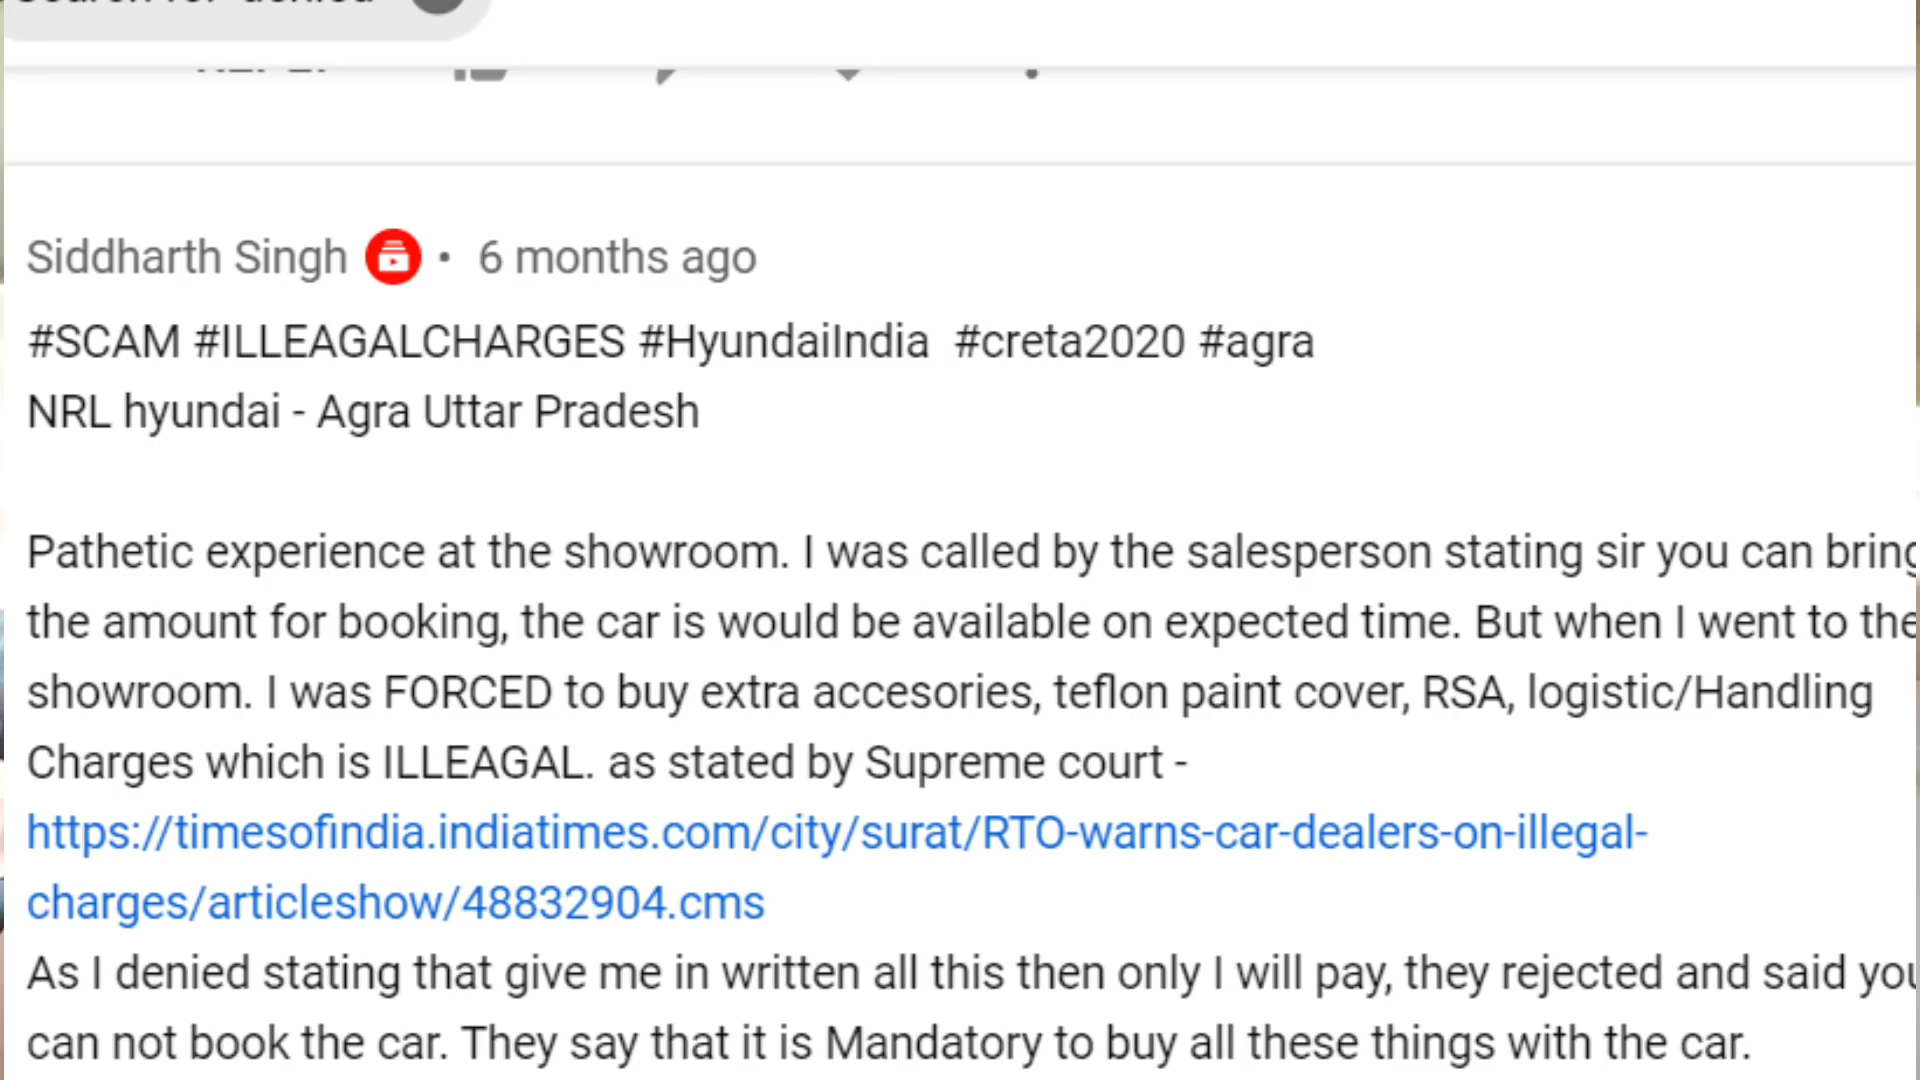 Siddharth Singh • 6 months ago
#SCAM #ILLEAGALCHARGES #HyundaiIndia #creta2020 #agra
NRL hyundai - Agra Uttar Pradesh
Pathetic experience at the showroom. I was called by the salesperson stating sir you can bring
the amount for booking, the car is would be available on expected time. But when I went to the
showroom. I was FORCED to buy extra accesories, teflon paint cover, RSA, logistic/Handling
Charges which is ILLEAGAL. as stated by Supreme court -
https://timesofindia.indiatimes.com/city/surat/RTO-warns-car-dealers-on-illegal-
charges/articleshow/48832904.cms
As I denied stating that give me in written all this then only I will pay, they rejected and said you
can not book the car. They say that it is Mandatory to buy all these things with the car.